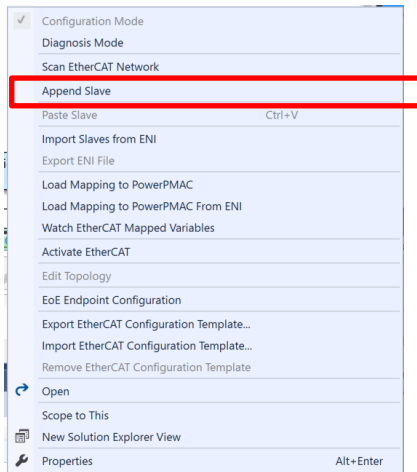 Configuration Mode
Diagnosis Mode
Scan EtherCAT Network
Append Slave
Paste Slave Ctrl+V
Import Slaves from ENI
Export ENI File
Load Mapping to PowerPMAC
Load Mapping to PowerPMAC From ENI
Watch EtherCAT Mapped Variables
Activate EtherCAT
Edit Topology
EoE Endpoint Configuration
Export EtherCAT Configuration Template...
Import EtherCAT Configuration Template...
Remove EtherCAT Configuration Template
Open
Scope to This
New Solution Explorer View
Properties Alt+Enter